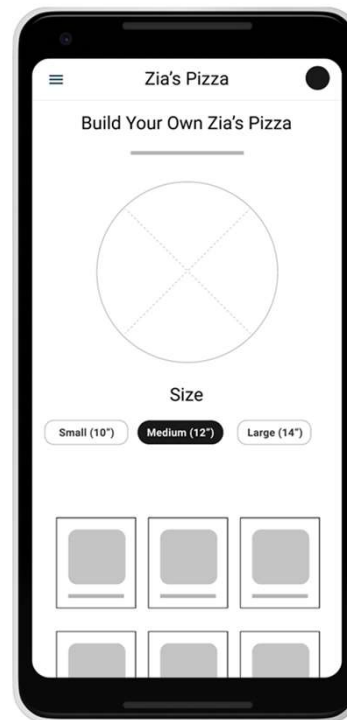 Zia's Pizza
Build Your Own Zia's Pizza
Size
Small (10")
Medium (12")
Large (14")